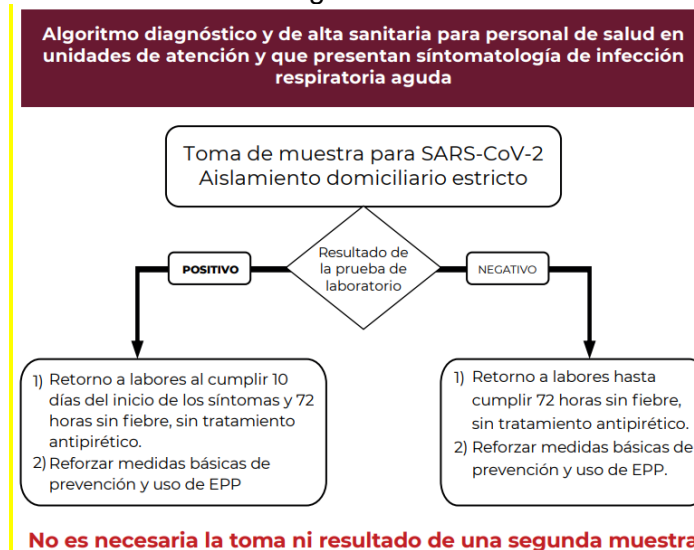 Algoritmo diagnóstico y de alta sanitaria para personal de salud en
unidades de atención y que presentan síntomatología de infección
respiratoria aguda
Toma de muestra para SARS-CoV-2
Aislamiento domiciliario estricto
Resultado de
la prueba de
laboratorio
POSITIVO
NEGATIVO
1) Retorno a labores al cumplir 10
días del inicio de los síntomas y 72
horas sin fiebre, sin tratamiento
antipirético.
2) Reforzar medidas básicas de
prevención y uso de EPP
1) Retorno a labores hasta
cumplir 72 horas sin fiebre,
sin tratamiento antipirético.
2) Reforzar medidas básicas de
prevención y uso de EPP.
No es necesaria la toma ni resultado de una segunda muestra